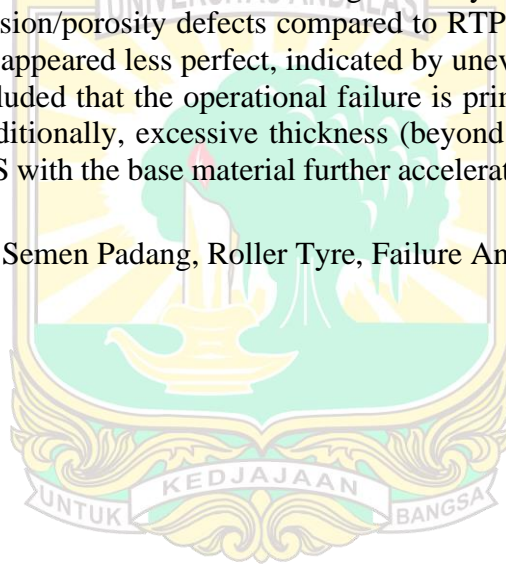 sion/porosity defects compared to RTP
appeared less perfect, indicated by unev
luded that the operational failure is prin
ditionally, excessive thickness (beyond
S with the base material further accelerat
Semen Padang, Roller Tyre, Failure An
UNTUK KEDJAJAAN BANGSA